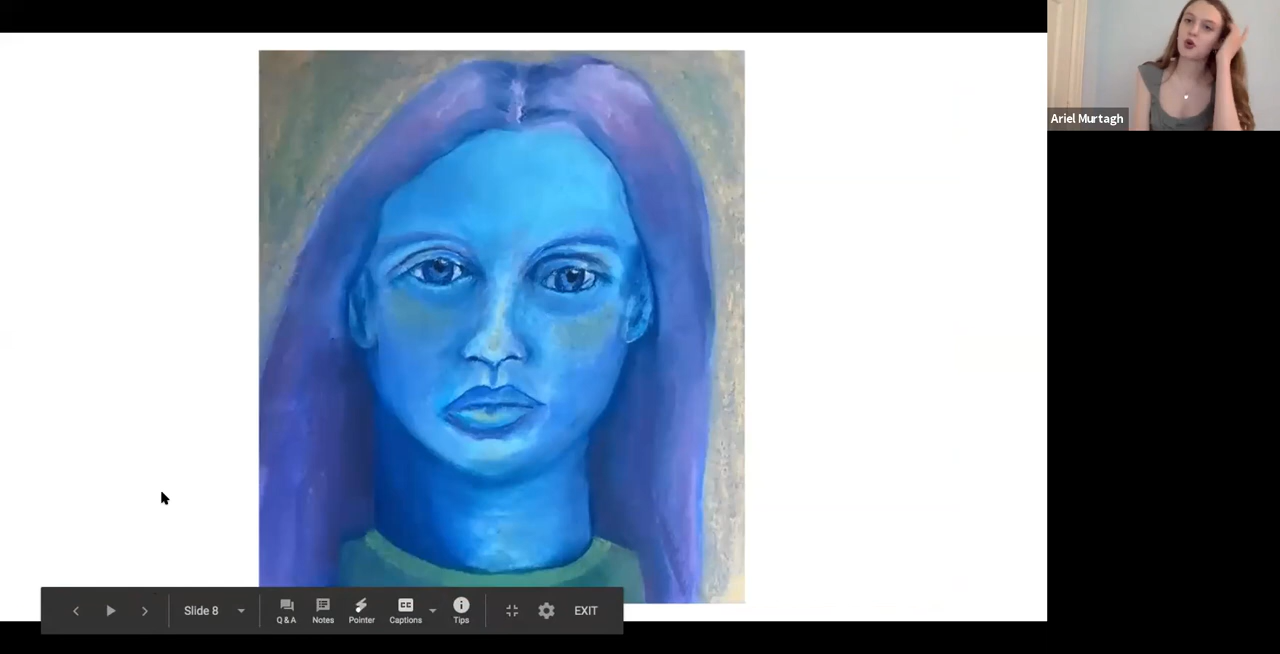 Ariel Murtagh
Slide 8
Q & A
Notes
Pointer
CC
Captions
Tips
EXIT